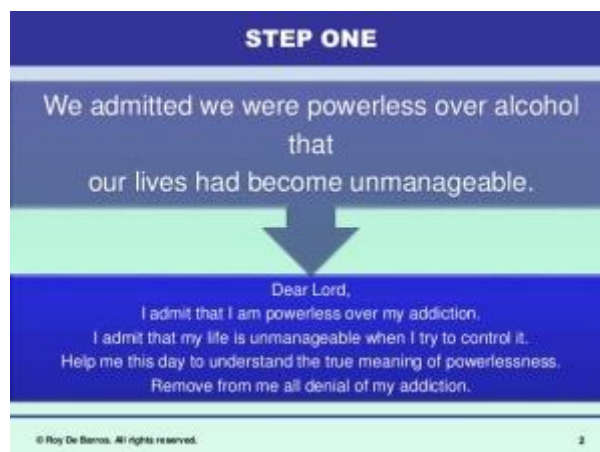 STEP ONE
We admitted we were powerless over alcohol
that
our lives had become unmanageable.
Dear Lord,
I admit that I am powerless over my addiction.
I admit that my life is unmanageable when I try to control it.
Help me this day to understand the true meaning of powerlessness.
Remove from me all denial of my addiction.
© Roy De Barros. All rights reserved.
2